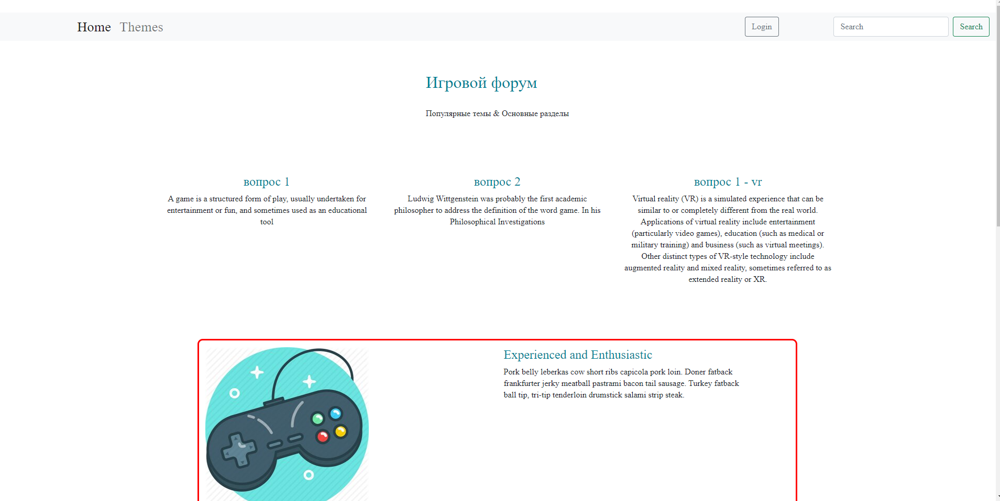 Home Themes Login Search Search
Игровой форум
Популярные темы & Основные разделы
вопрос 1
A game is a structured form of play, usually undertaken for
entertainment or fun, and sometimes used as an educational
tool
вопрос 2
Ludwig Wittgenstein was probably the first academic
philosopher to address the definition of the word game. In his
Philosophical Investigations
вопрос 1 - vr
Virtual reality (VR) is a simulated experience that can be
similar to or completely different from the real world.
Applications of virtual reality include entertainment
(particularly video games), education (such as medical or
military training) and business (such as virtual meetings).
Other distinct types of VR-style technology include
augmented reality and mixed reality, sometimes referred to as
extended reality or XR.
Experienced and Enthusiastic
Pork belly leberkas cow short ribs capicola pork loin. Doner fatback
frankfurter jerky meatball pastrami bacon tail sausage. Turkey fatback
ball tip, tri-tip tenderloin drumstick salami strip steak.